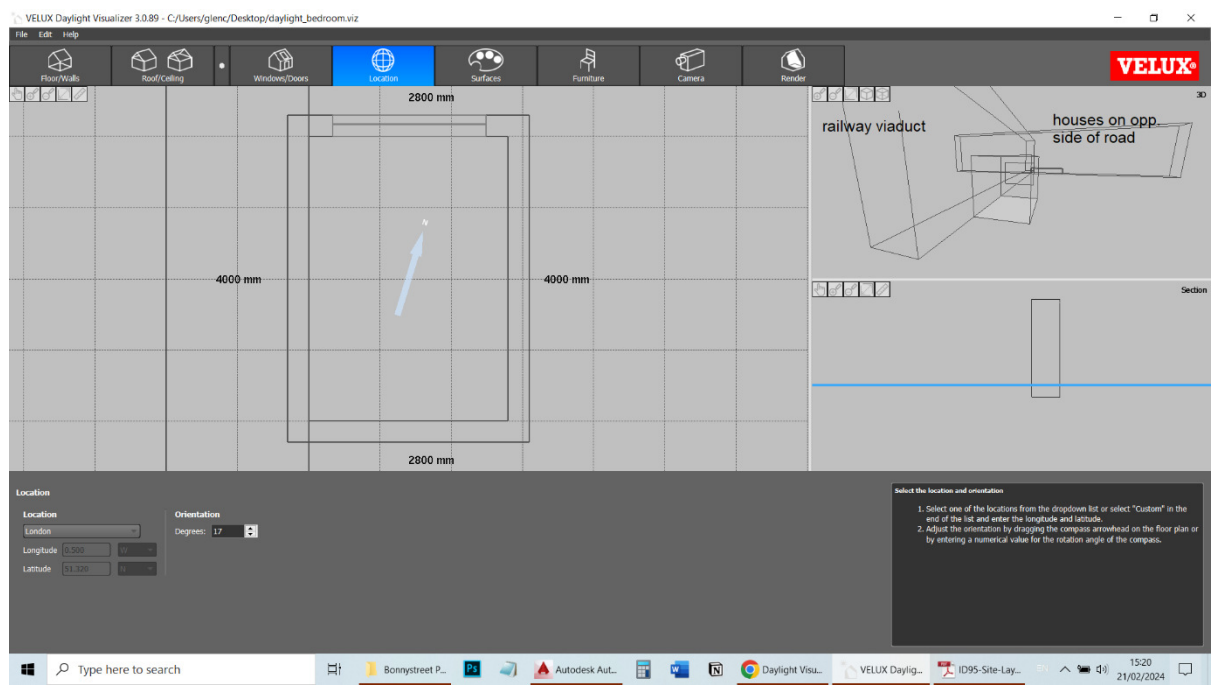 VELUX Daylight Visualizer 3.0.89 - C:/Users/glenc/Desktop/daylight_bedroom.viz
File Edit Help
Floor/Walls
Roof/Ceiling
Windows/Doors
Location
Surfaces
Furniture
Camera
Render
VELUX®
2800 mm
4000 mm
4000 mm
2800 mm
N
3D
railway viaduct
houses on opp.
side of road
Section
Location
Location
London
Longitude 0.500 W
Latitude 51.320 N
Orientation
Degrees: 17
Select the location and orientation
1. Select one of the locations from the dropdown list or select "Custom" in the
end of the list and enter the longitude and latitude.
2. Adjust the orientation by dragging the compass arrowhead on the floor plan or
by entering a numerical value for the rotation angle of the compass.
Type here to search
Bonnystreet P...
Ps
Autodesk Aut...
Daylight Visu...
VELUX Daylig...
ID95-Site-Lay...
EN
15:20
21/02/2024